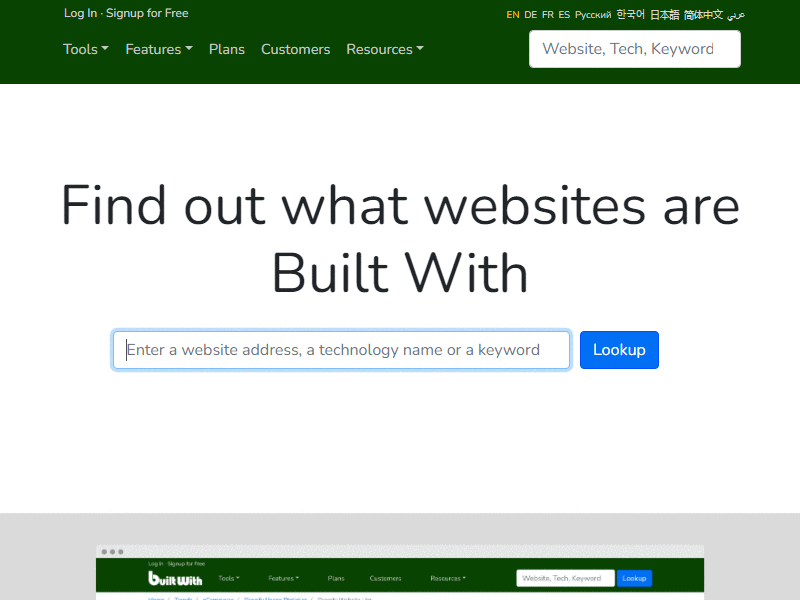 Log In · Signup for Free
EN DE FR ES Русский 한국어 日本語 简体中文 عربي
Tools Features Plans Customers Resources
Website, Tech, Keyword
Find out what websites are
Built With
Enter a website address, a technology name or a keyword
Lookup
Log In · Signup for Free
built with Tools Features Plans Customers Resources Website, Tech, Keyword Lookup